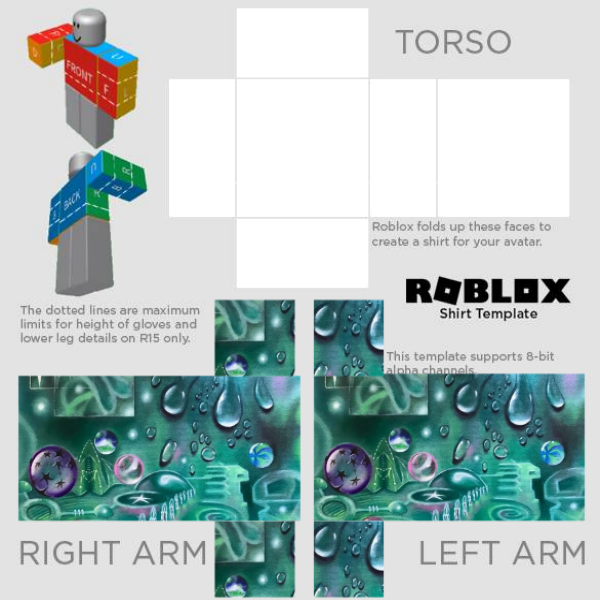 TORSO
FRONT
F
L
BACK
B
Roblox folds up these faces to
create a shirt for your avatar.
ROBLOX
Shirt Template
The dotted lines are maximum
limits for height of gloves and
lower leg details on R15 only.
This template supports 8-bit
alpha channels
RIGHT ARM
LEFT ARM